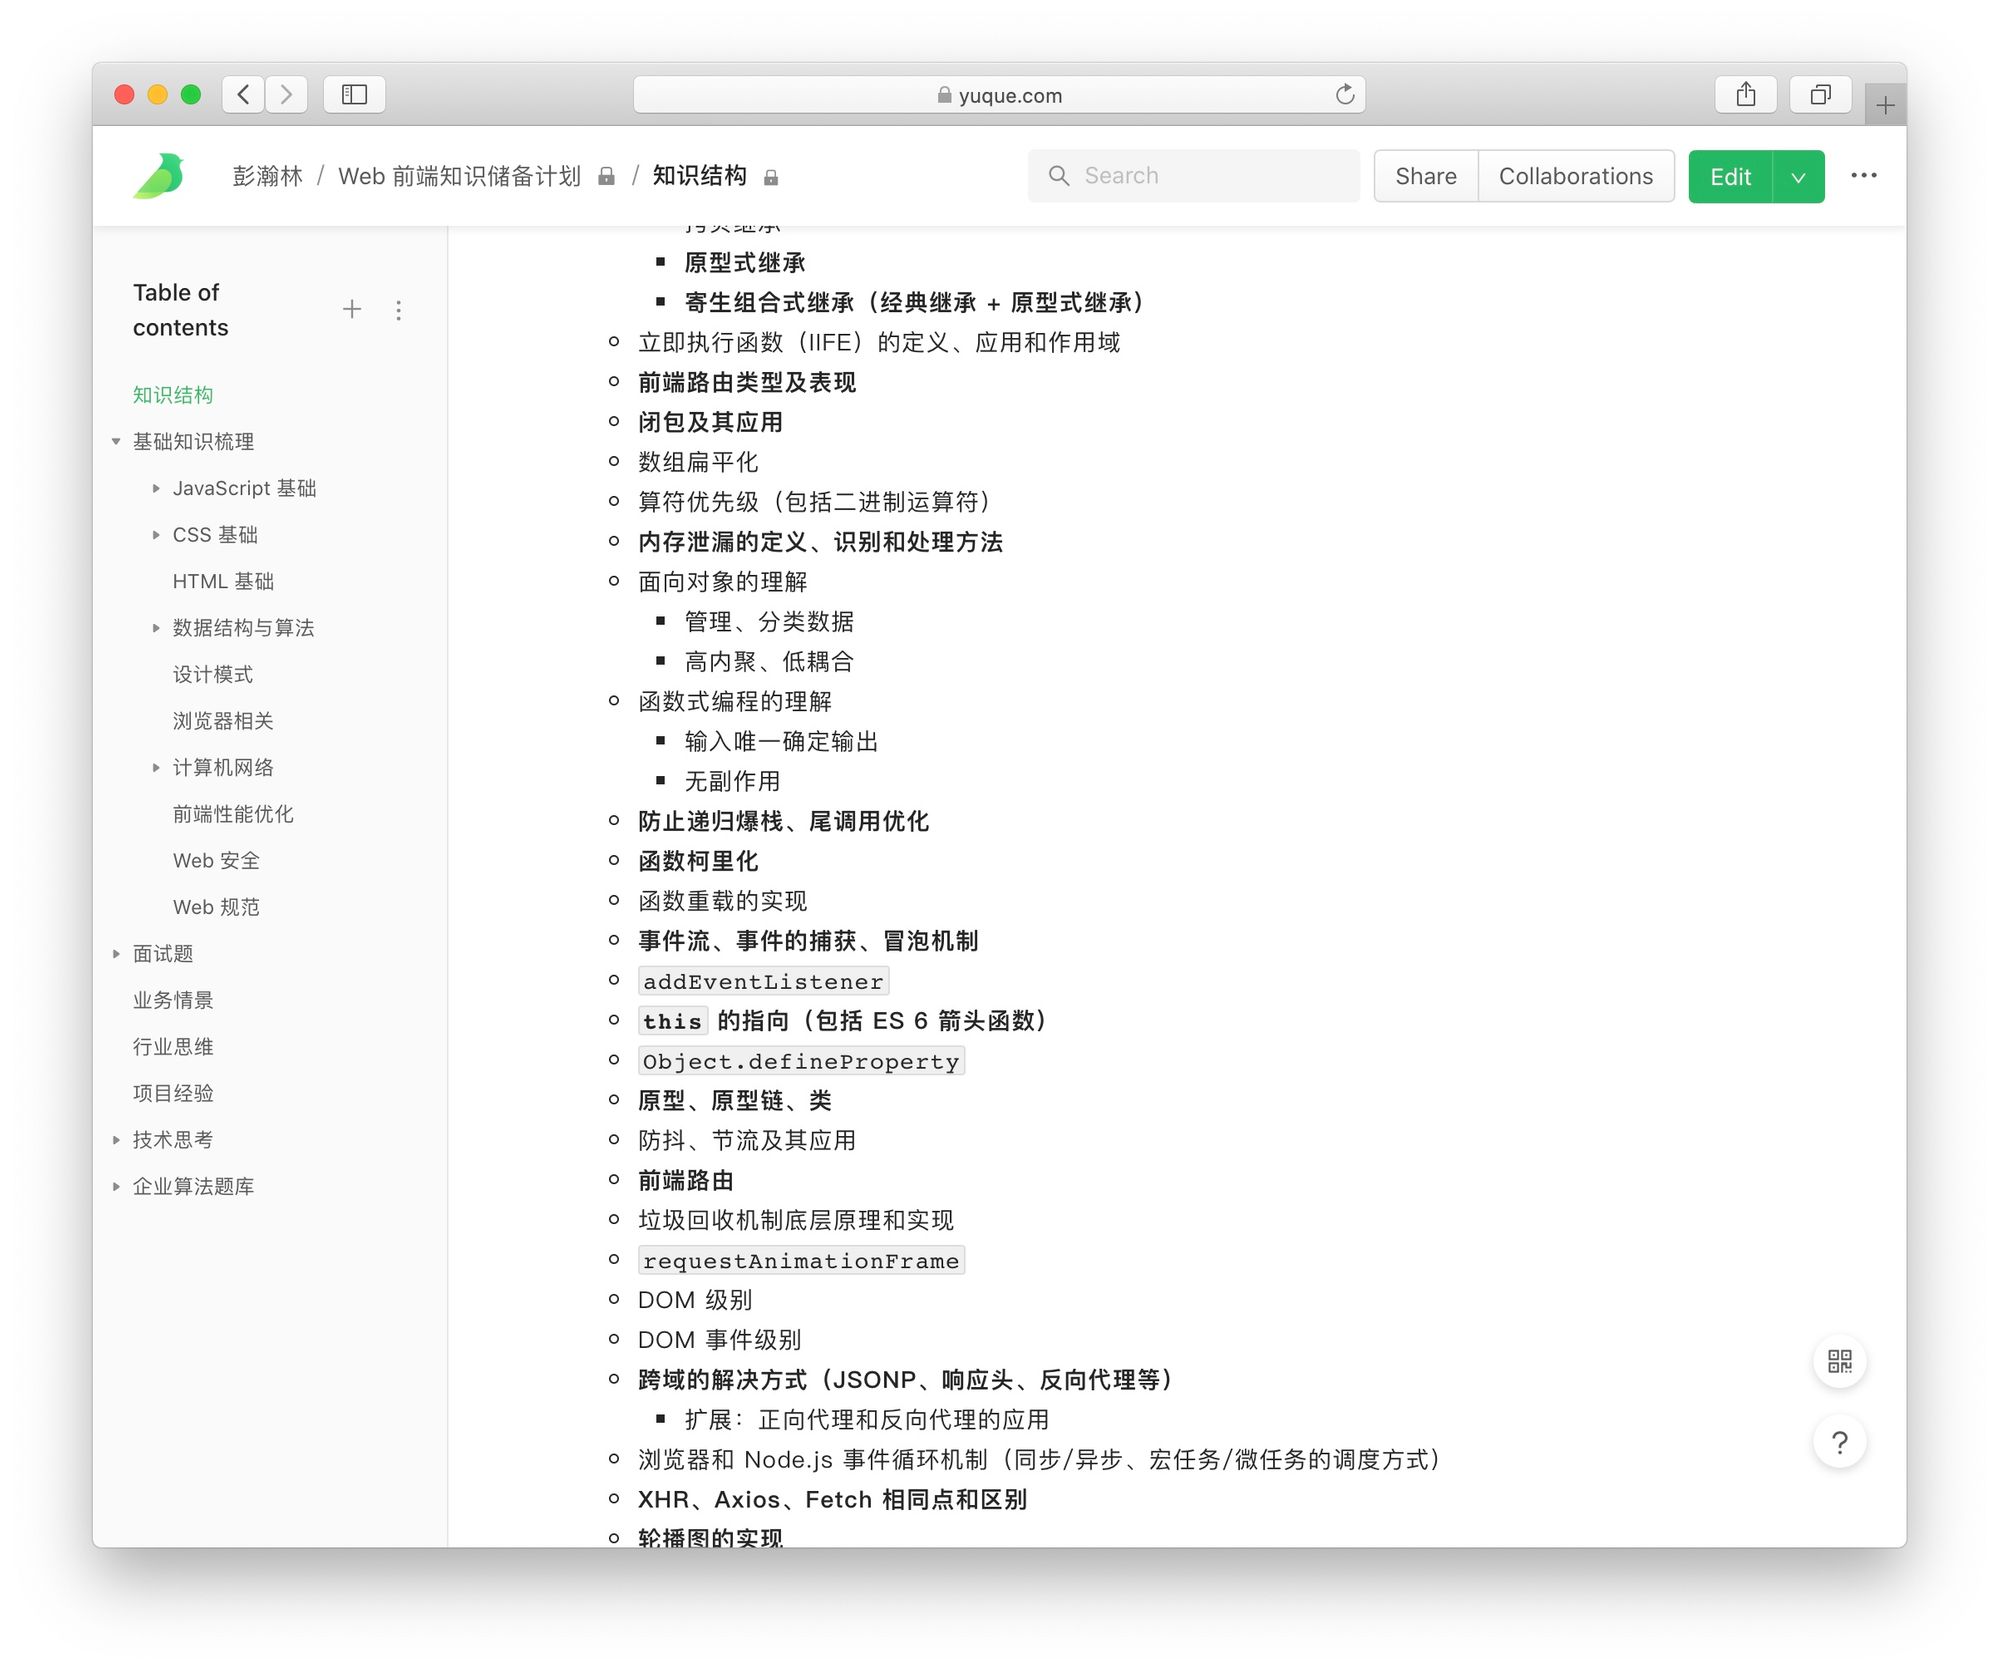 yuque.com
彭瀚林 / Web 前端知识储备计划 / 知识结构
Search
Share
Collaborations
Edit
Table of
contents
知识结构
基础知识梳理
JavaScript 基础
CSS 基础
HTML 基础
数据结构与算法
设计模式
浏览器相关
计算机网络
前端性能优化
Web 安全
Web 规范
面试题
业务情景
行业思维
项目经验
技术思考
企业算法题库
原型式继承
寄生组合式继承（经典继承 + 原型式继承）
立即执行函数（IIFE）的定义、应用和作用域
前端路由类型及表现
闭包及其应用
数组扁平化
算符优先级（包括二进制运算符）
内存泄漏的定义、识别和处理方法
面向对象的理解
管理、分类数据
高内聚、低耦合
函数式编程的理解
输入唯一确定输出
无副作用
防止递归爆栈、尾调用优化
函数柯里化
函数重载的实现
事件流、事件的捕获、冒泡机制
addEventListener
this 的指向（包括 ES 6 箭头函数）
Object.defineProperty
原型、原型链、类
防抖、节流及其应用
前端路由
垃圾回收机制底层原理和实现
requestAnimationFrame
DOM 级别
DOM 事件级别
跨域的解决方式（JSONP、响应头、反向代理等）
扩展：正向代理和反向代理的应用
浏览器和 Node.js 事件循环机制（同步/异步、宏任务/微任务的调度方式）
XHR、Axios、Fetch 相同点和区别
轮播图的实现